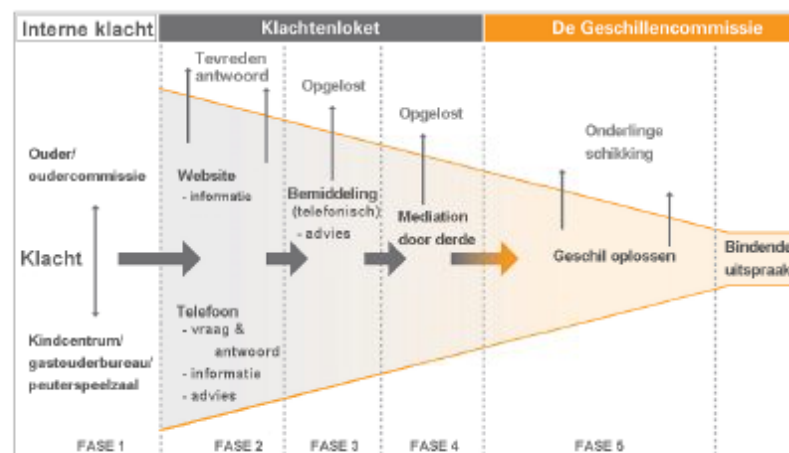 Interne klacht
Klachtenloket
De Geschillencommissie
Tevreden
antwoord
Opgelost
Opgelost
Onderlinge
schikking
Ouder/
oudercommissie
Website
- informatie
Bemiddeling
(telefonisch)
- advies
Mediation
door derde
Klacht
Geschil oplossen
Bindende
uitspraak
Telefoon
- vraag &
antwoord
- informatie
- advies
Kindcentrum/
gastouderbureau/
peuterspeelzaal
FASE 1
FASE 2
FASE 3
FASE 4
FASE 5